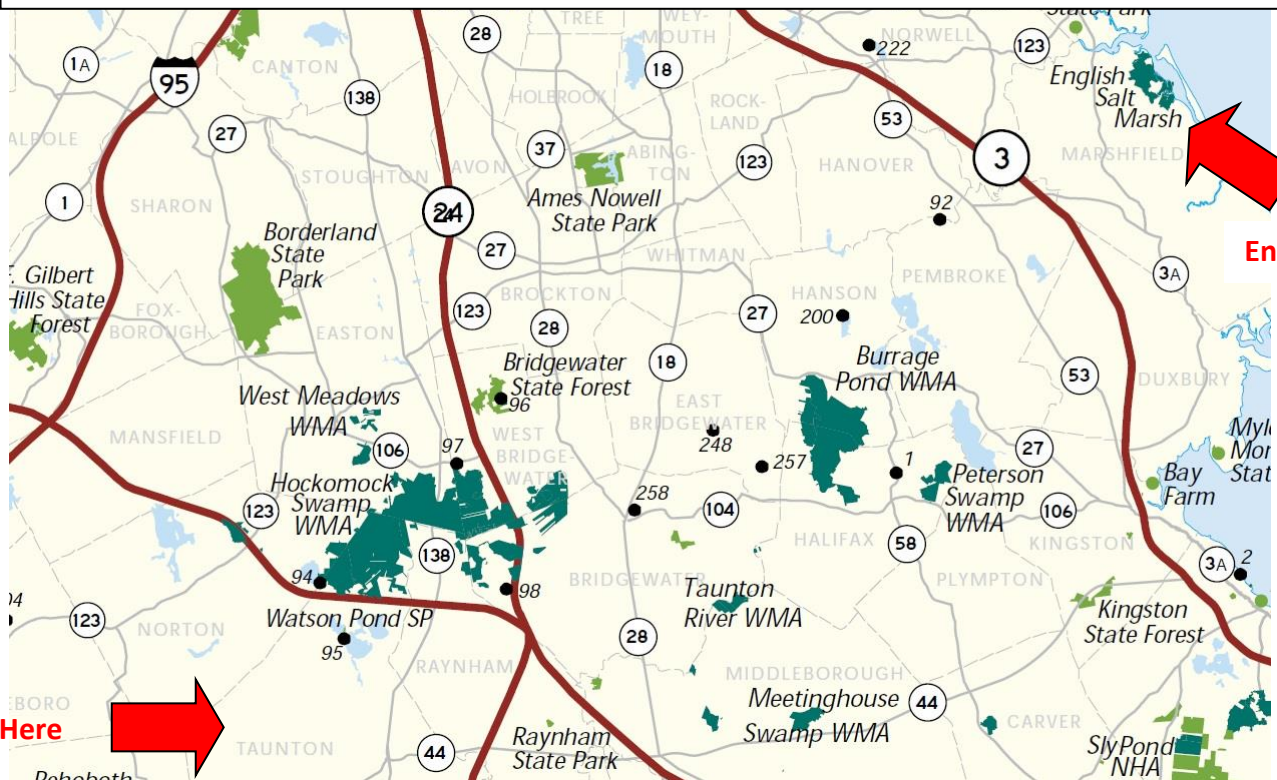 State Park
TREE
WEY-
MOUTH
NORWELL
28
222
123
1A
95
CANTON
138
18
English
Salt
Marsh
HOLBROOK
ROCK-
LAND
53
27
37
ABING-
TON
123
HANOVER
3
MARSHFIELD
STOUGHTON
AVON
1
SHARON
24
Ames Nowell
State Park
92
Borderland
State
Park
27
WHITMAN
PEMBROKE
3A
En
Gilbert
Hills State
Forest
FOX-
BOROUGH
EASTON
123
BROCKTON
28
27
HANSON
200
18
Burrage
Pond WMA
53
DUXBURY
Bridgewater
State Forest
96
West Meadows
WMA
EAST
BRIDGEWATER
MANSFIELD
106
97
WEST
BRIDGE-
WATER
248
257
1
27
Peterson
Swamp
WMA
Bay
Farm
Hockomock
Swamp
WMA
123
258
104
106
138
HALIFAX
58
KINGSTON
3A
2
94
98
BRIDGEWATER
Taunton
River WMA
PLYMPTON
Kingston
State Forest
123
NORTON
Watson Pond SP
95
28
RAYNHAM
MIDDLEBOROUGH
Meetinghouse
Swamp WMA
44
CARVER
Here
TAUNTON
44
Raynham
State Park
Sly Pond
NHA
Rehoboth